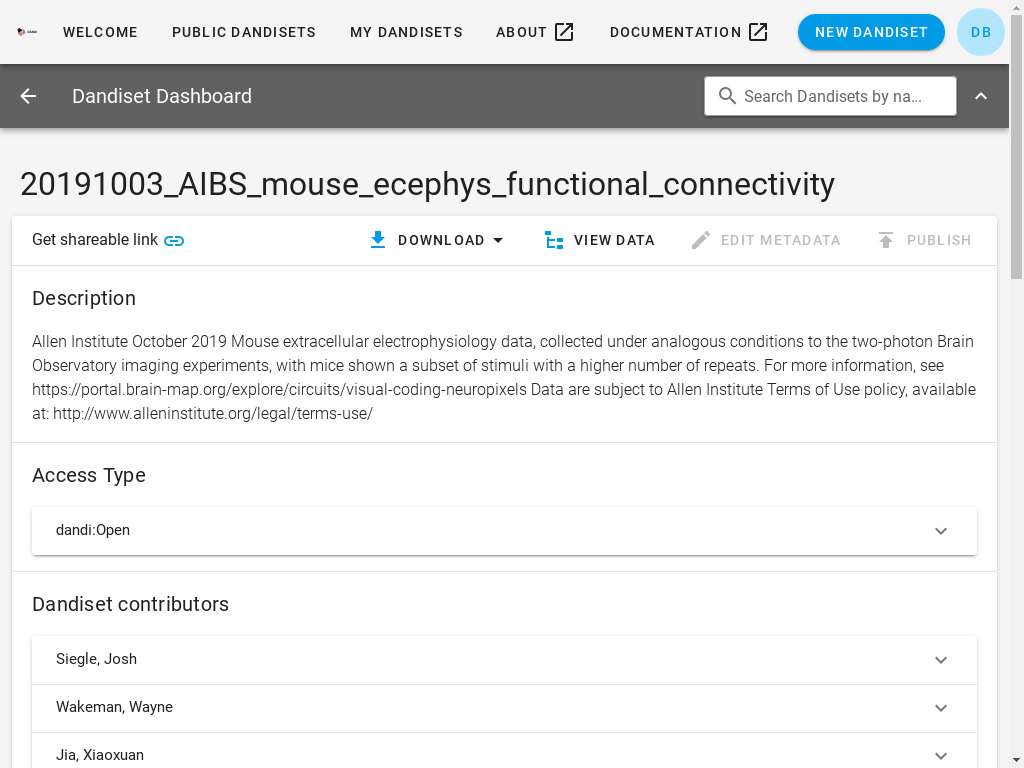 WELCOME PUBLIC DANDISETS MY DANDISETS ABOUT DOCUMENTATION NEW DANDISET DB
Dandiset Dashboard Search Dandisets by na...
20191003_AIBS_mouse_ecephys_functional_connectivity
Get shareable link DOWNLOAD VIEW DATA EDIT METADATA PUBLISH
Description
Allen Institute October 2019 Mouse extracellular electrophysiology data, collected under analogous conditions to the two-photon Brain
Observatory imaging experiments, with mice shown a subset of stimuli with a higher number of repeats. For more information, see
https://portal.brain-map.org/explore/circuits/visual-coding-neuropixels Data are subject to Allen Institute Terms of Use policy, available
at: http://www.alleninstitute.org/legal/terms-use/
Access Type
dandi:Open
Dandiset contributors
Siegle, Josh
Wakeman, Wayne
Jia, Xiaoxuan